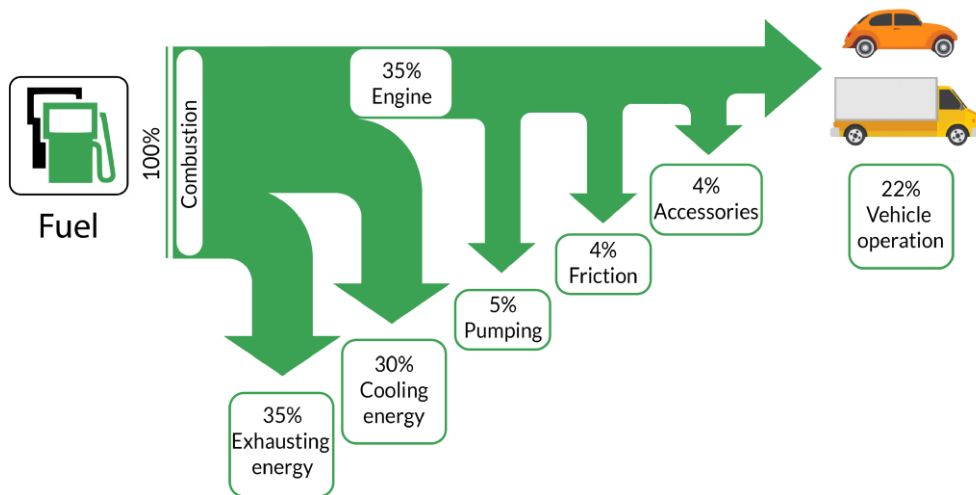 Fuel
100%
Combustion
35%
Engine
35%
Exhausting
energy
30%
Cooling
energy
5%
Pumping
4%
Friction
4%
Accessories
22%
Vehicle
operation